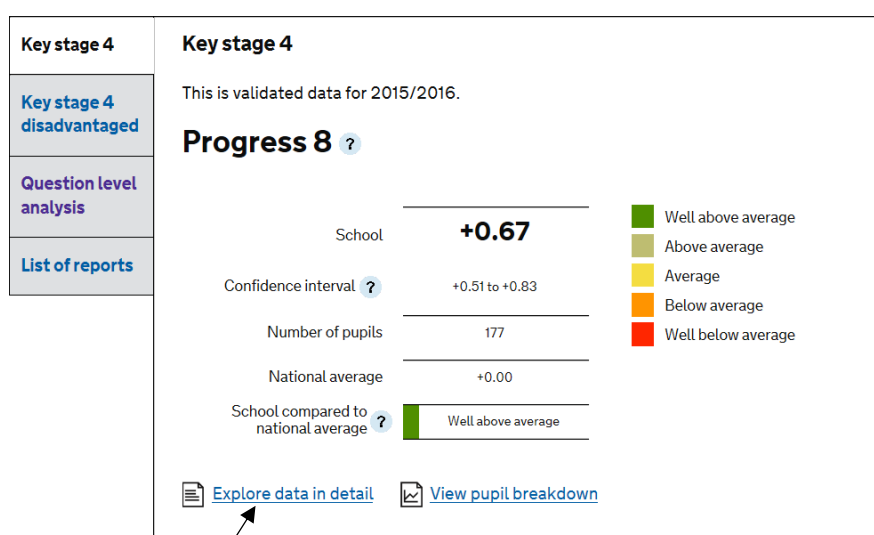 Key stage 4
Key stage 4
disadvantaged
Question level
analysis
List of reports
Key stage 4
This is validated data for 2015/2016.
Progress 8 ?
School +0.67
Confidence interval ? +0.51 to +0.83
Number of pupils 177
National average +0.00
School compared to
national average ? Well above average
Well above average
Above average
Average
Below average
Well below average
Explore data in detail View pupil breakdown